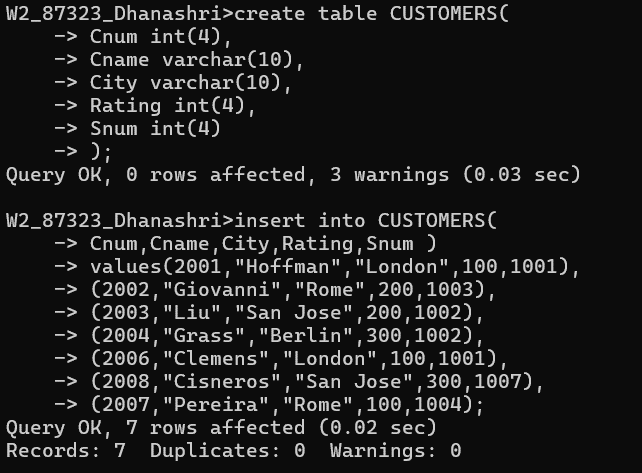 W2_87323_Dhanashri>create table CUSTOMERS(
-> Cnum int(4),
-> Cname varchar(10),
-> City varchar(10),
-> Rating int(4),
-> Snum int(4)
-> );
Query OK, 0 rows affected, 3 warnings (0.03 sec)
W2_87323_Dhanashri>insert into CUSTOMERS(
-> Cnum,Cname,City,Rating,Snum )
-> values(2001,"Hoffman","London",100,1001),
-> (2002,"Giovanni","Rome",200,1003),
-> (2003,"Liu","San Jose",200,1002),
-> (2004,"Grass","Berlin",300,1002),
-> (2006,"Clemens","London",100,1001),
-> (2008,"Cisneros","San Jose",300,1007),
-> (2007,"Pereira","Rome",100,1004);
Query OK, 7 rows affected (0.02 sec)
Records: 7  Duplicates: 0  Warnings: 0